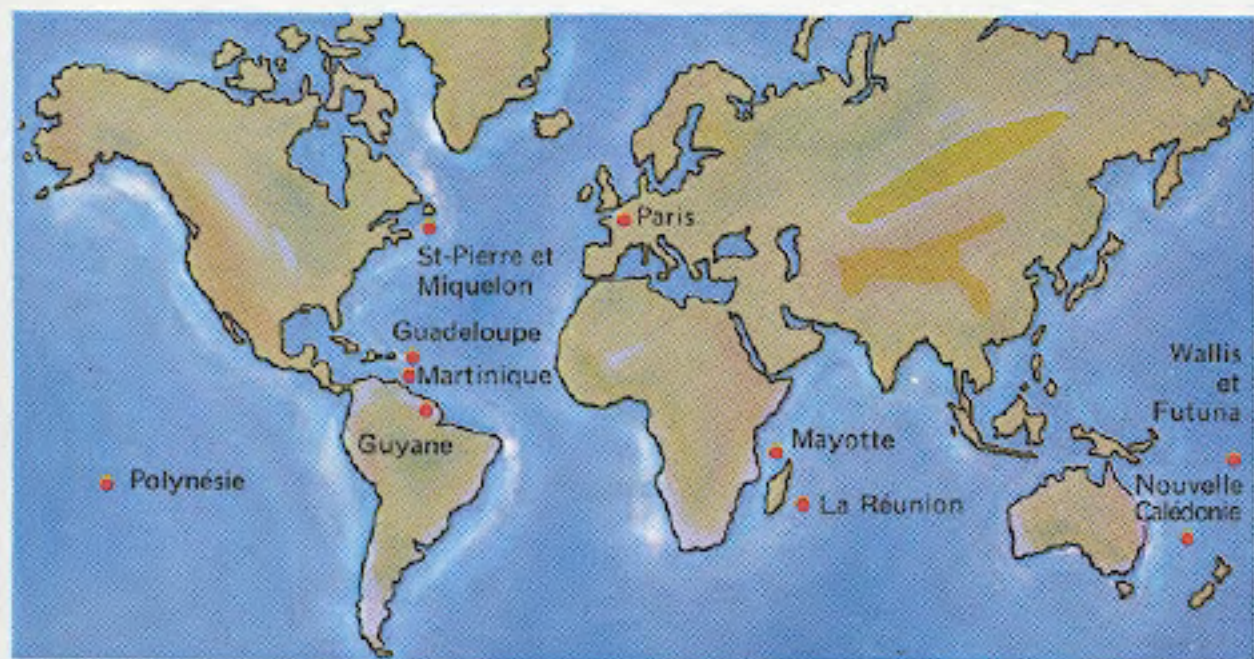 Paris
St-Pierre et
Miquelon
Guadeloupe
Martinique
Guyane
Polynésie
Mayotte
La Réunion
Wallis
et
Futuna
Nouvelle
Calédonie